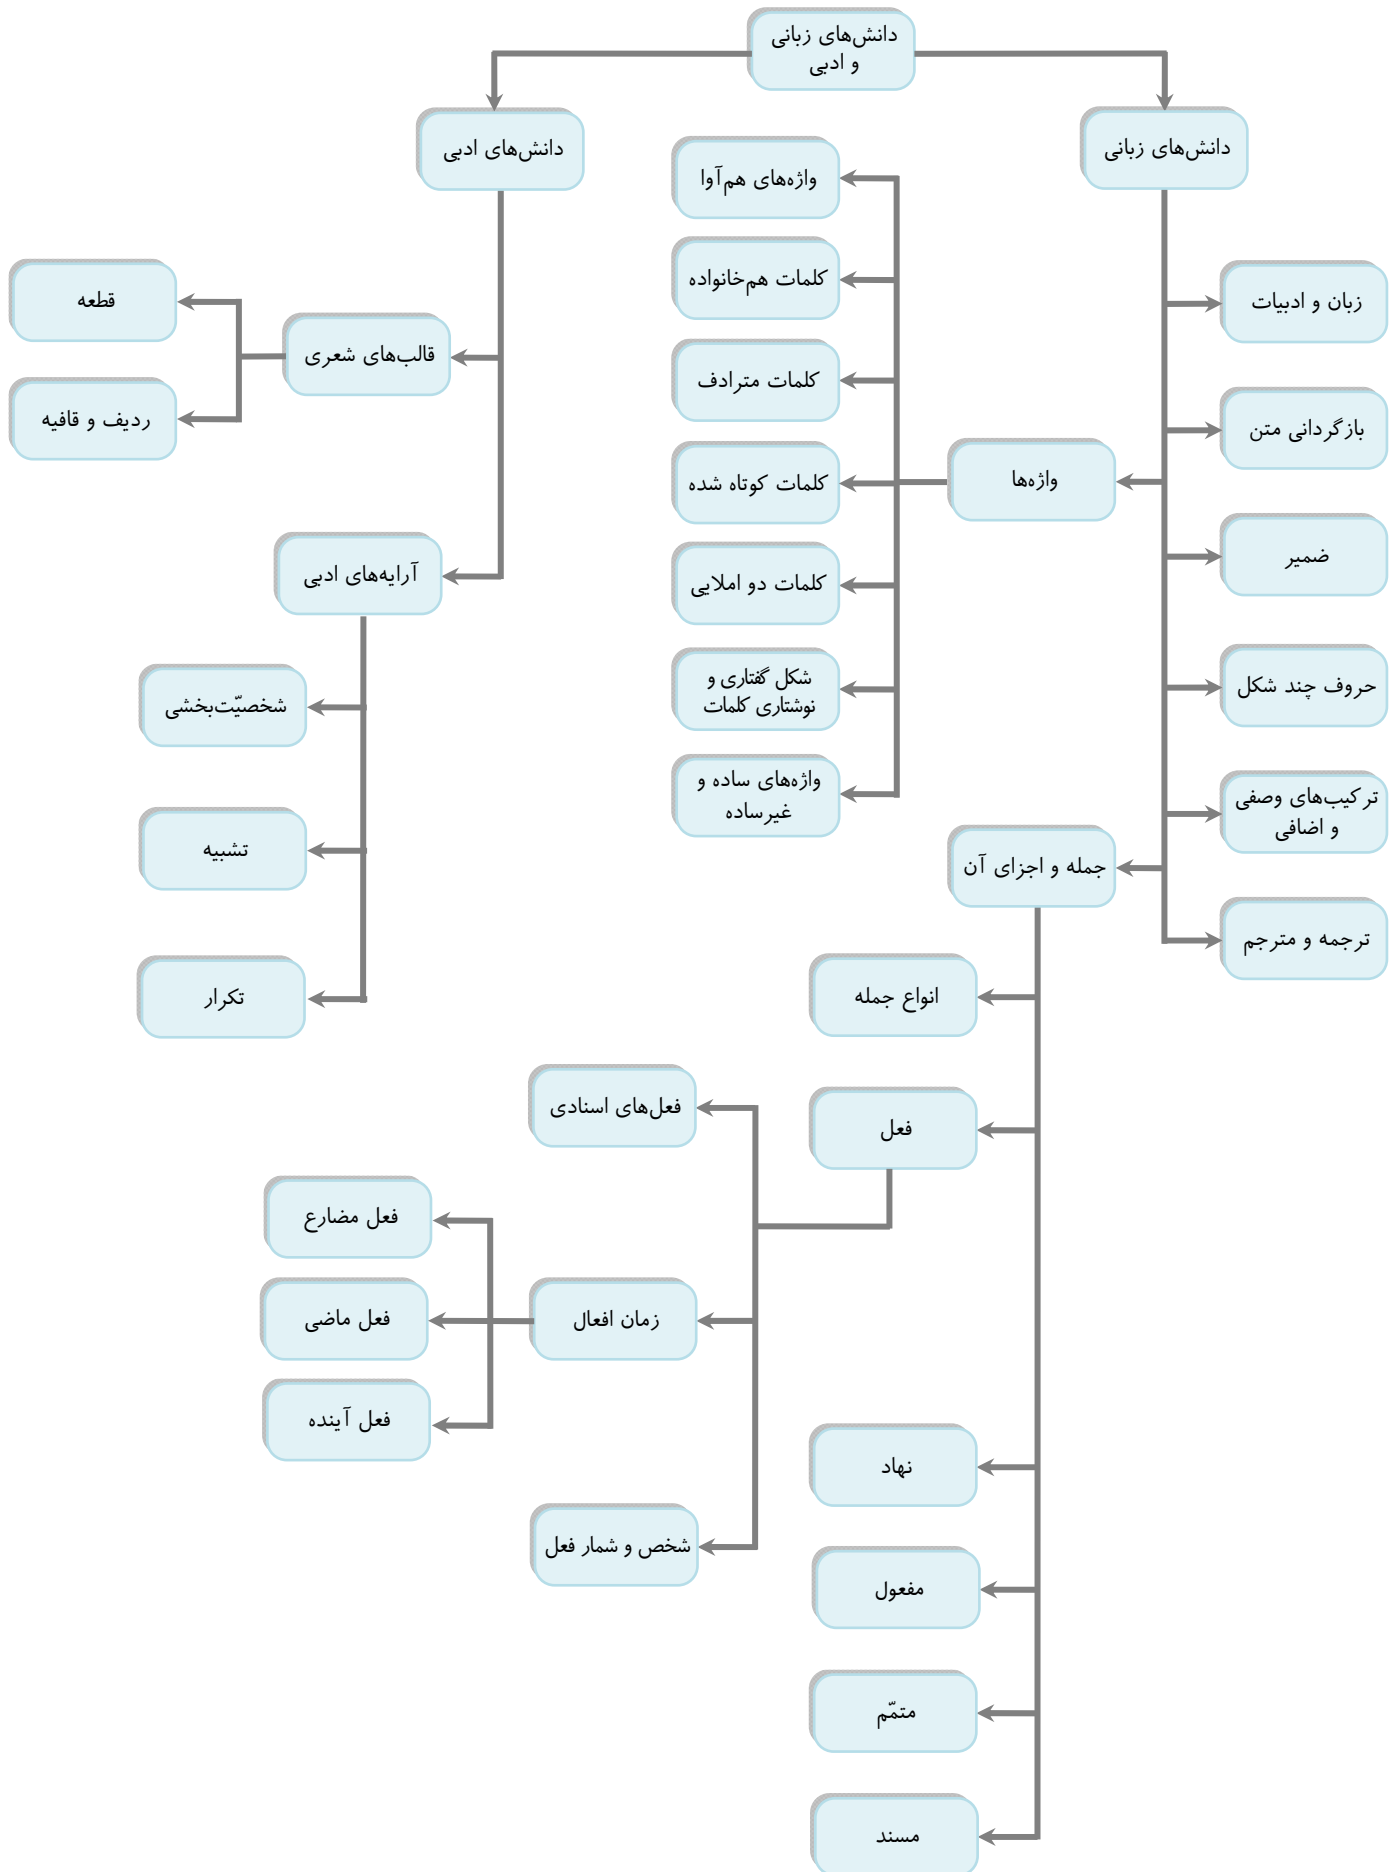 دانش‌های زبانی
و ادبی
دانش‌های زبانی
زبان و ادبیات
بازگردانی متن
ضمیر
حروف چند شکل
ترکیب‌های وصفی
و اضافی
ترجمه و مترجم
واژه‌ها
واژه‌های هم‌آوا
کلمات هم‌خانواده
کلمات مترادف
کلمات کوتاه شده
کلمات دو املایی
شکل گفتاری و
نوشتاری کلمات
واژه‌های ساده و
غیرساده
جمله و اجزای آن
انواع جمله
فعل
فعل‌های اسنادی
زمان افعال
فعل مضارع
فعل ماضی
فعل آینده
شخص و شمار فعل
نهاد
مفعول
متمّم
مسند
دانش‌های ادبی
قالب‌های شعری
قطعه
ردیف و قافیه
آرایه‌های ادبی
شخصیّت‌بخشی
تشبیه
تکرار